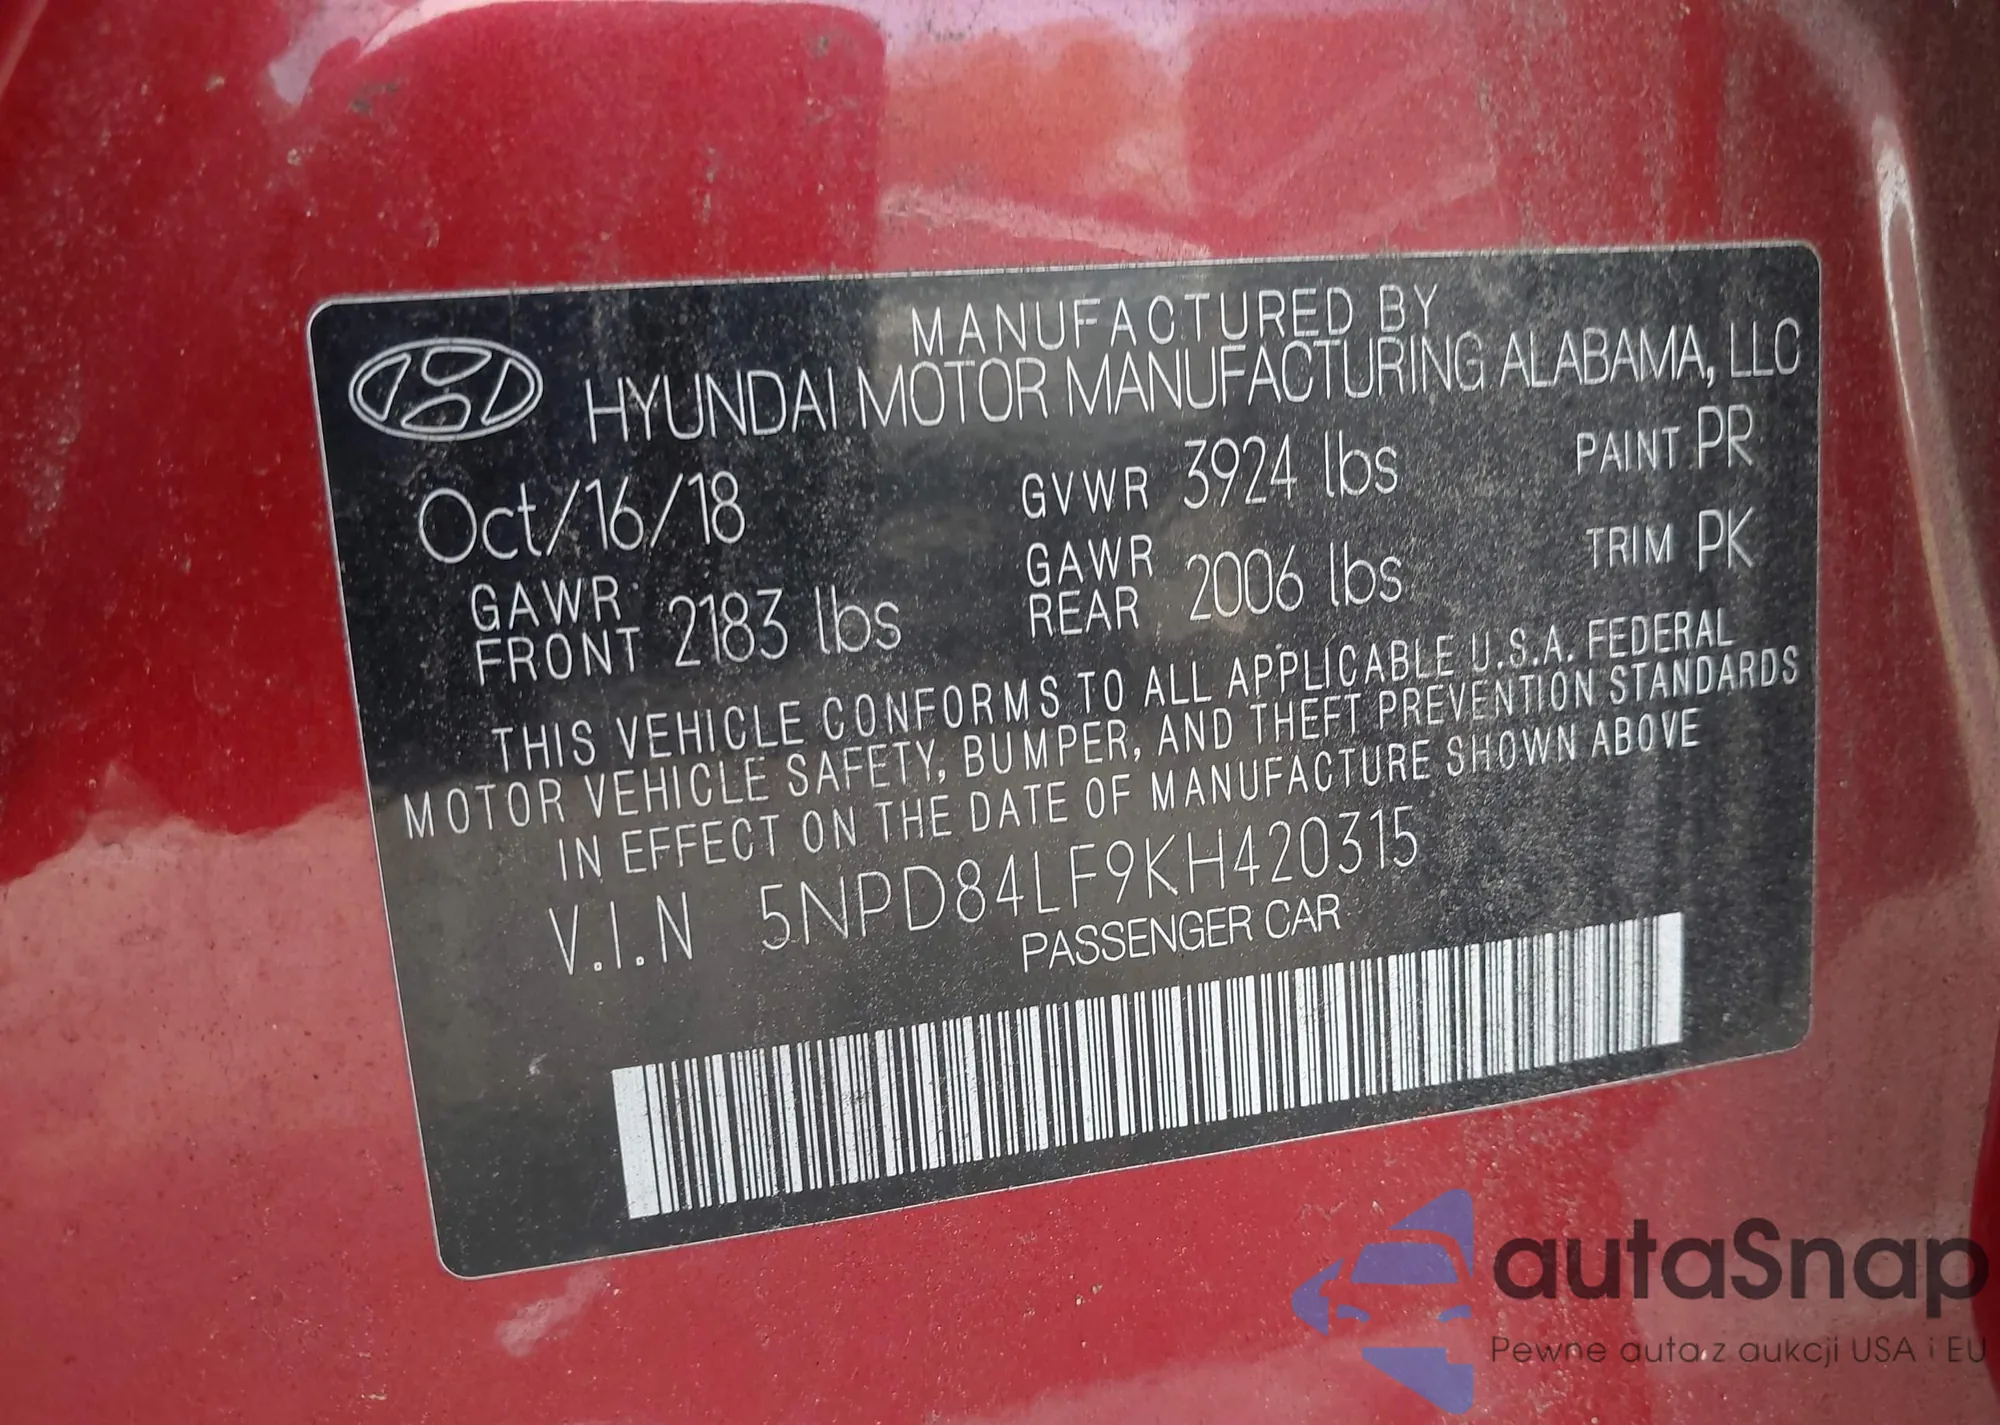 MANUFACTURED BY
HYUNDAI MOTOR MANUFACTURING ALABAMA, LLC
Oct/16/18 GVWR 3924 lbs PAINT PR
GAWR FRONT 2183 lbs GAWR REAR 2006 lbs TRIM PK
THIS VEHICLE CONFORMS TO ALL APPLICABLE U.S.A. FEDERAL
MOTOR VEHICLE SAFETY, BUMPER, AND THEFT PREVENTION STANDARDS
IN EFFECT ON THE DATE OF MANUFACTURE SHOWN ABOVE
V.I.N 5NPD84LF9KH420315
PASSENGER CAR
autaSnap
Pewne auta z aukcji USA i EU